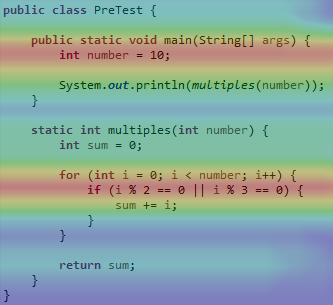 public class PreTest {
    public static void main(String[] args) {
        int number = 10;
        System.out.println(multiples(number));
    }
    static int multiples(int number) {
        int sum = 0;
        for (int i = 0; i < number; i++) {
            if (i % 2 == 0 || i % 3 == 0) {
                sum += i;
            }
        }
        return sum;
    }
}